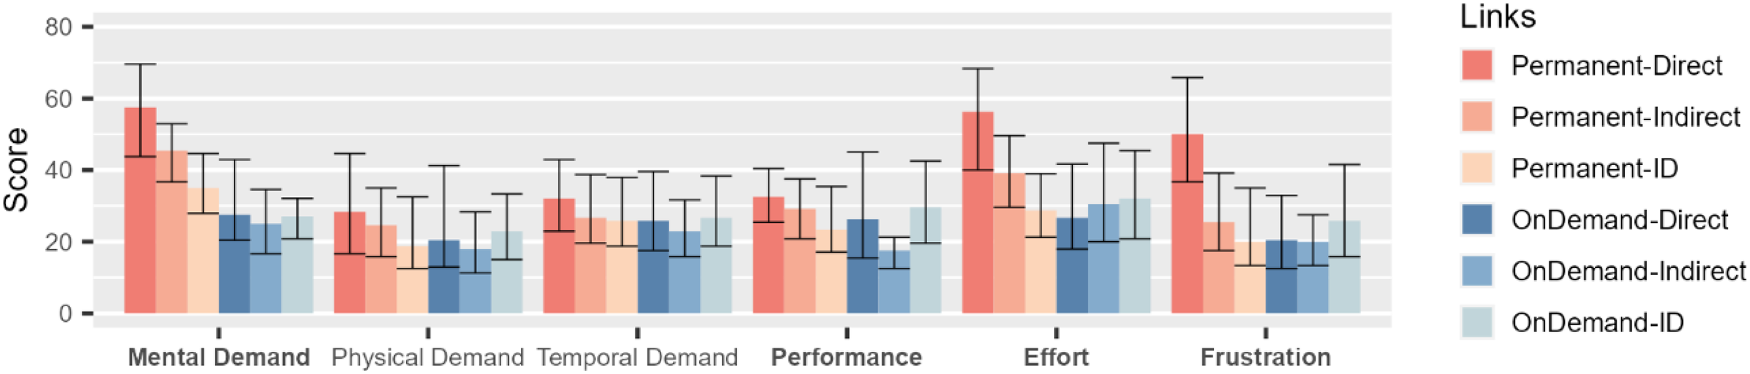 Score
80
60
40
20
0
Mental Demand Physical Demand Temporal Demand Performance Effort Frustration
Links
Permanent-Direct
Permanent-Indirect
Permanent-ID
OnDemand-Direct
OnDemand-Indirect
OnDemand-ID